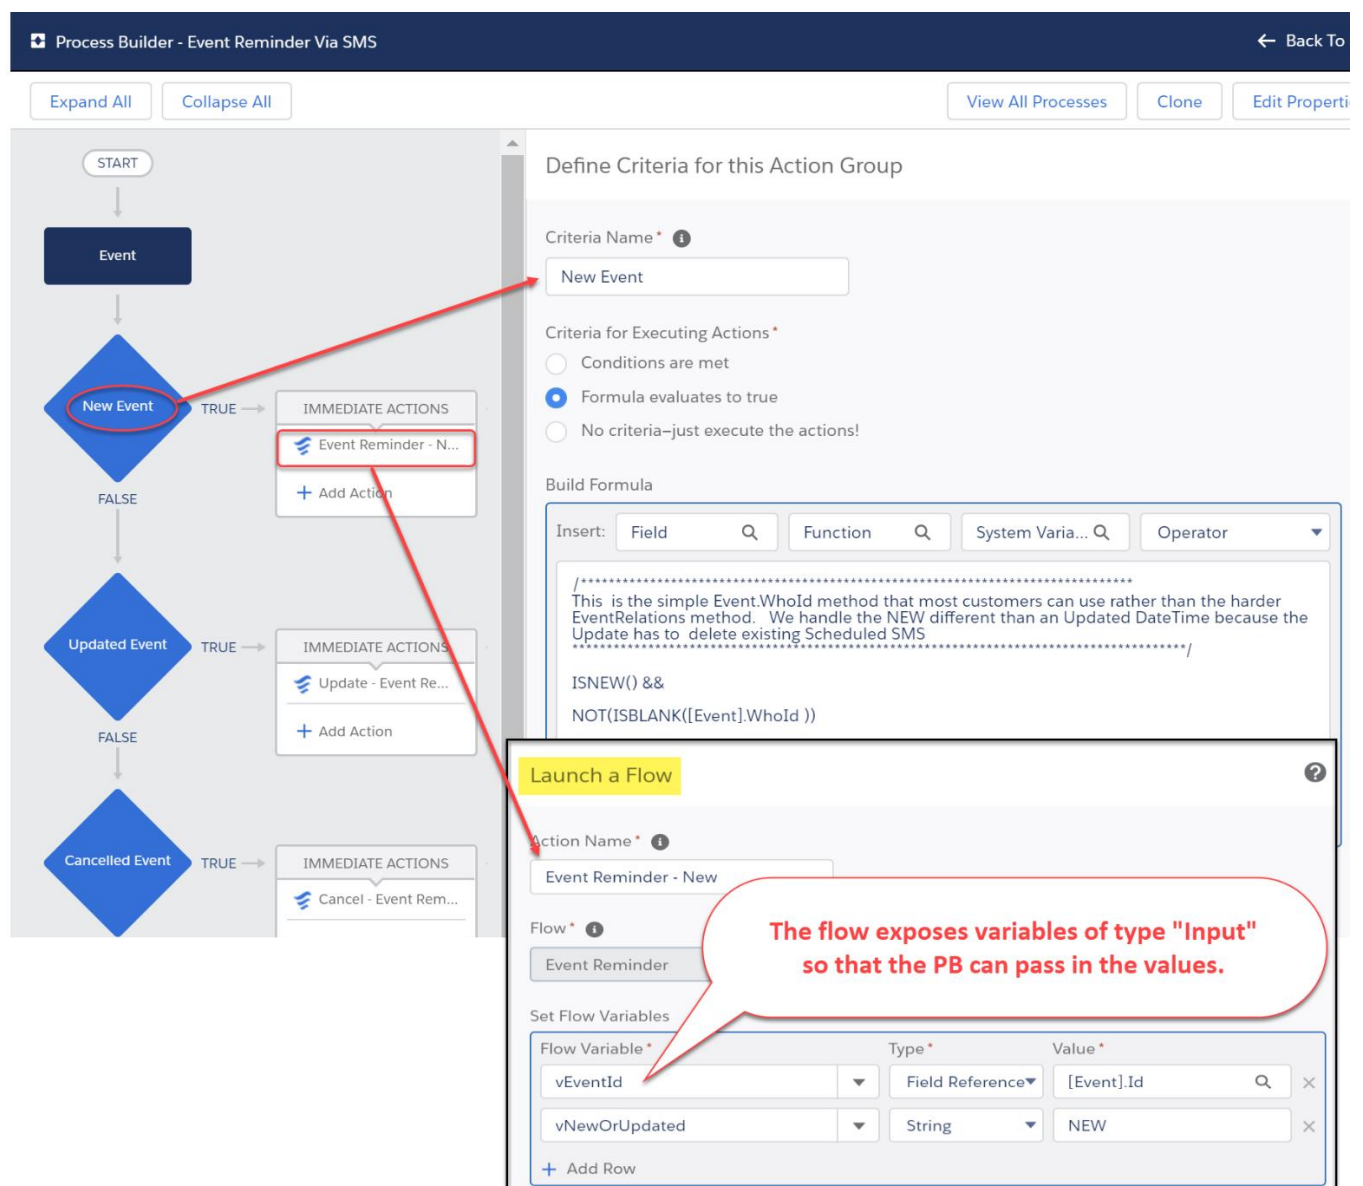 Process Builder - Event Reminder Via SMS
← Back To
Expand All
Collapse All
View All Processes
Clone
Edit Properti
START
Event
New Event
TRUE
IMMEDIATE ACTIONS
Event Reminder - N...
+ Add Action
FALSE
Updated Event
TRUE
IMMEDIATE ACTIONS
Update - Event Re...
+ Add Action
FALSE
Cancelled Event
TRUE
IMMEDIATE ACTIONS
Cancel - Event Rem...
Define Criteria for this Action Group
Criteria Name*
New Event
Criteria for Executing Actions*
Conditions are met
Formula evaluates to true
No criteria–just execute the actions!
Build Formula
Insert:
Field
Function
System Varia...
Operator
/********************************************************************************
This is the simple Event.WhoId method that most customers can use rather than the harder
EventRelations method. We handle the NEW different than an Updated DateTime because the
Update has to delete existing Scheduled SMS
*****************************************************************************************/
ISNEW() &&
NOT(ISBLANK([Event].WhoId ))
Launch a Flow
Action Name*
Event Reminder - New
Flow*
Event Reminder
The flow exposes variables of type "Input"
so that the PB can pass in the values.
Set Flow Variables
Flow Variable* Type* Value*
vEventId Field Reference [Event].Id
vNewOrUpdated String NEW
+ Add Row